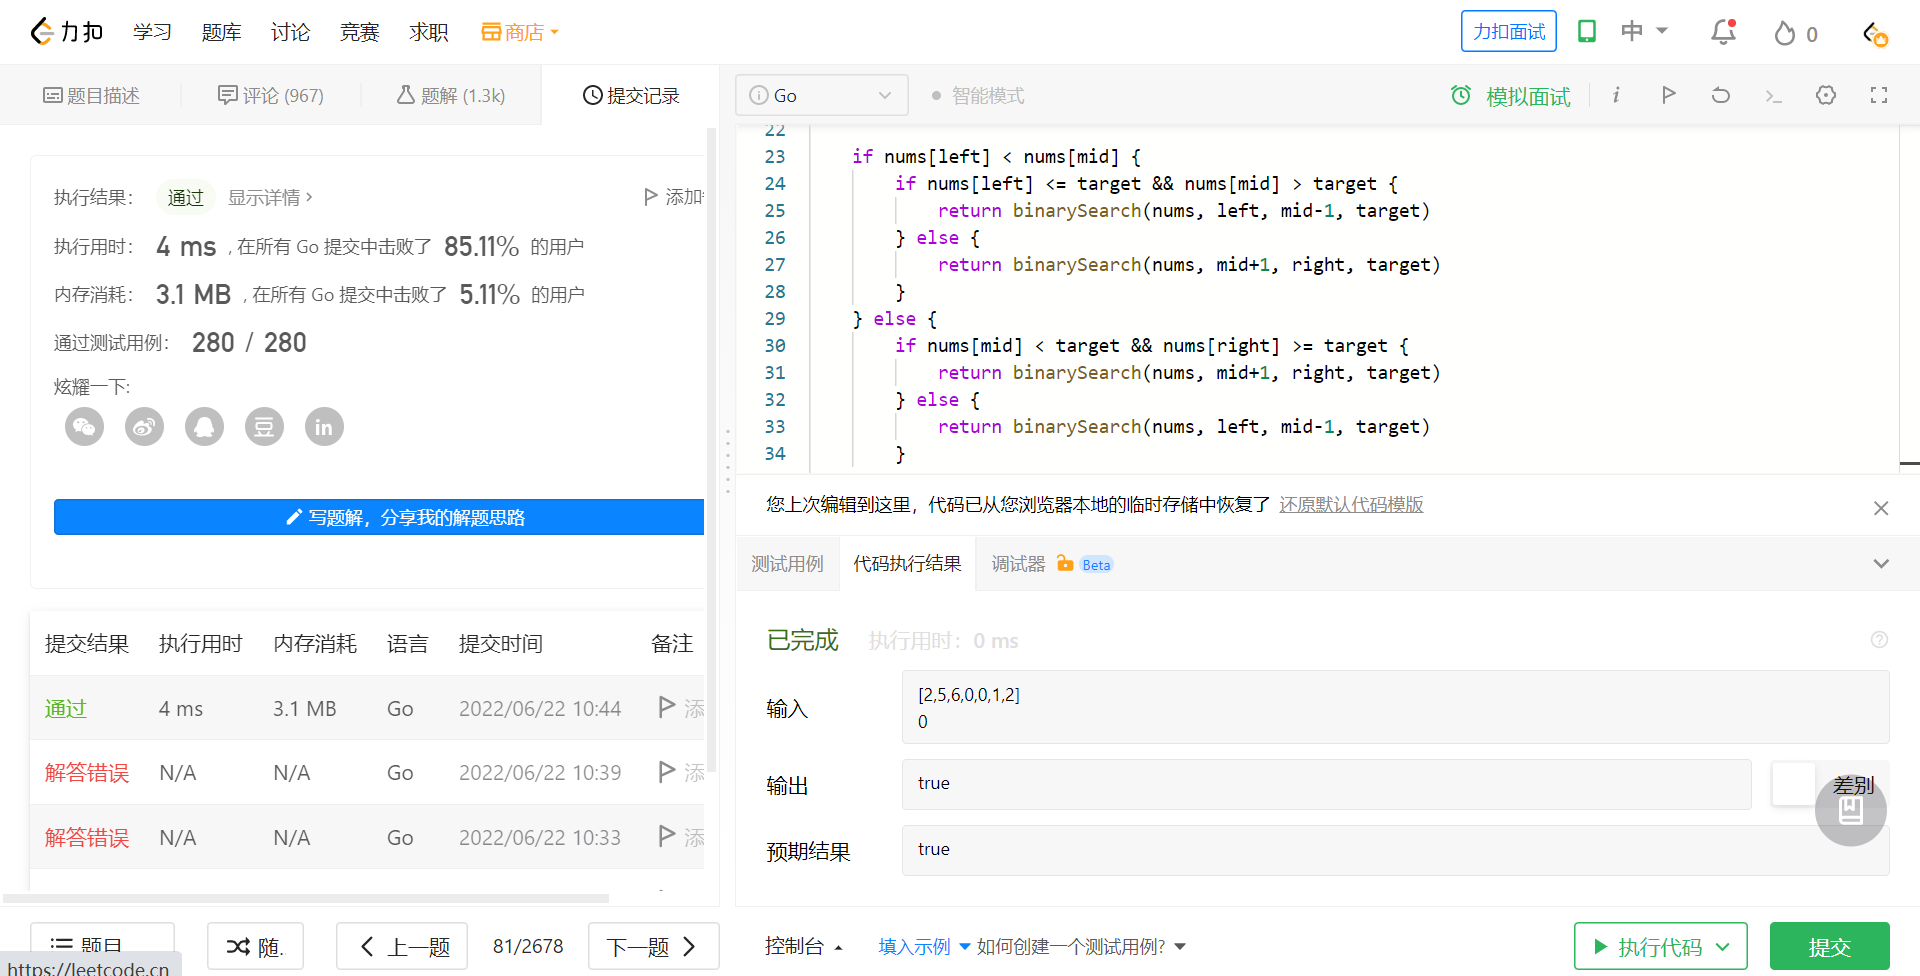 力扣 学习 题库 讨论 竞赛 求职 商店 力扣面试 中 0
题目描述 评论 (967) 题解 (1.3k) 提交记录
执行结果： 通过 显示详情 > 添加
执行用时： 4 ms , 在所有 Go 提交中击败了 85.11% 的用户
内存消耗： 3.1 MB , 在所有 Go 提交中击败了 5.11% 的用户
通过测试用例： 280 / 280
炫耀一下:
豆 in
写题解，分享我的解题思路
提交结果 执行用时 内存消耗 语言 提交时间 备注
通过 4 ms 3.1 MB Go 2022/06/22 10:44 添
解答错误 N/A N/A Go 2022/06/22 10:39 添
解答错误 N/A N/A Go 2022/06/22 10:33 添
题目 随. 上一题 81/2678 下一题
https://leetcode.cn
Go 智能模式 模拟面试 i
22
23 if nums[left] < nums[mid] {
24 if nums[left] <= target && nums[mid] > target {
25 return binarySearch(nums, left, mid-1, target)
26 } else {
27 return binarySearch(nums, mid+1, right, target)
28 }
29 } else {
30 if nums[mid] < target && nums[right] >= target {
31 return binarySearch(nums, mid+1, right, target)
32 } else {
33 return binarySearch(nums, left, mid-1, target)
34 }
您上次编辑到这里，代码已从您浏览器本地的临时存储中恢复了 还原默认代码模版
测试用例 代码执行结果 调试器 Beta
已完成 执行用时：0 ms
输入 [2,5,6,0,0,1,2]
0
输出 true 差别
预期结果 true
控制台 填入示例 如何创建一个测试用例? 执行代码 提交